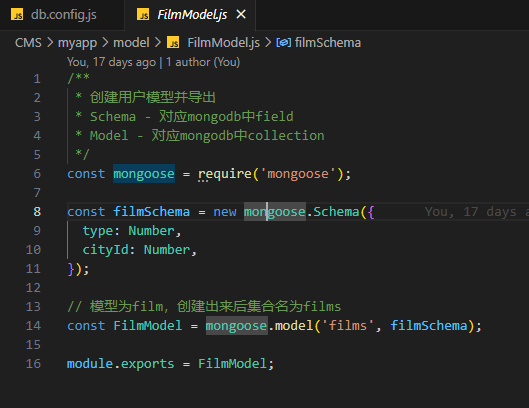 db.config.js
FilmModel.js
CMS > myapp > model > FilmModel.js > filmSchema
You, 17 days ago | 1 author (You)
1 /**
2  * 创建用户模型并导出
3  * Schema - 对应mongodb中field
4  * Model - 对应mongodb中collection
5  */
6 const mongoose = require('mongoose');
7
8 const filmSchema = new mongoose.Schema({ You, 17 days a
9   type: Number,
10   cityId: Number,
11 });
12
13 // 模型为film，创建出来后集合名为films
14 const FilmModel = mongoose.model('films', filmSchema);
15
16 module.exports = FilmModel;